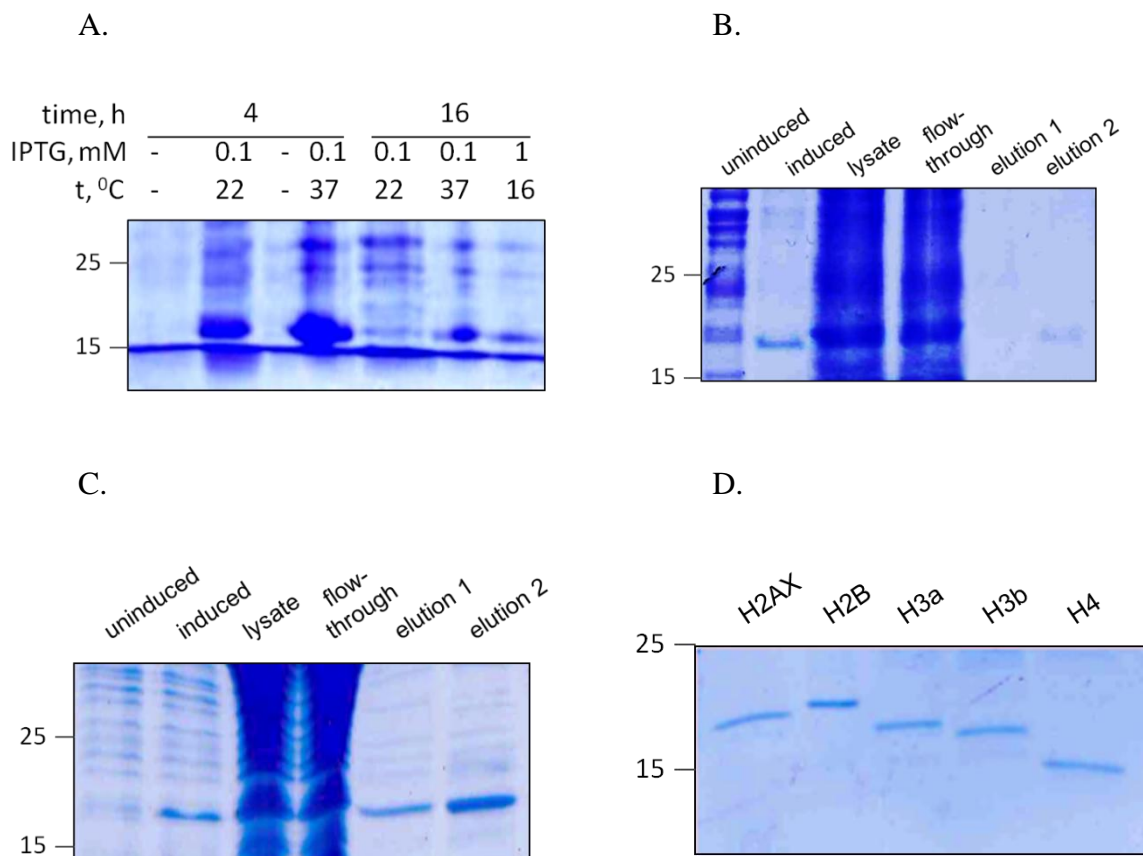 A.
time, h 4 16
IPTG, mM - 0.1 - 0.1 0.1 0.1 1
t, ⁰C - 22 - 37 22 37 16
25
15
B.
uninduced induced lysate flow-through elution 1 elution 2
25
15
C.
uninduced induced lysate flow-through elution 1 elution 2
25
15
D.
H2AX H2B H3a H3b H4
25
15